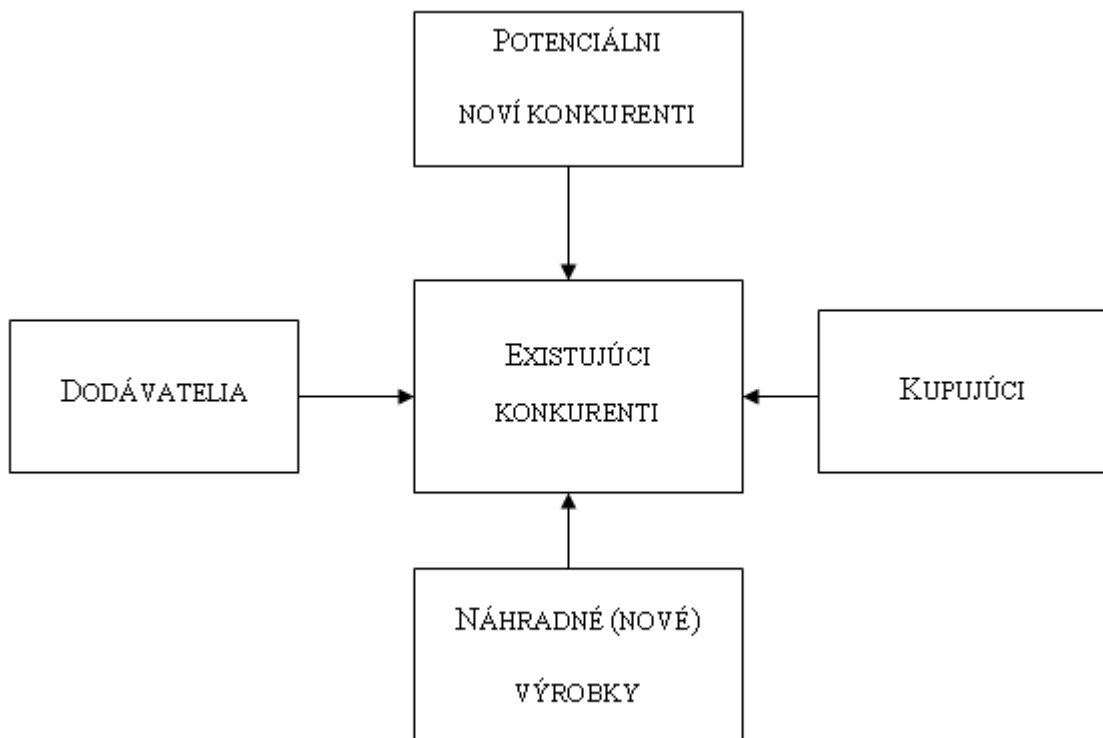 POTENCIÁLNI
NOVÍ KONKURENTI
EXISTUJÚCI
KONKURENTI
DODÁVATELIA
KUPUJÚCI
NÁHRADNÉ (NOVÉ)
VÝROBKY